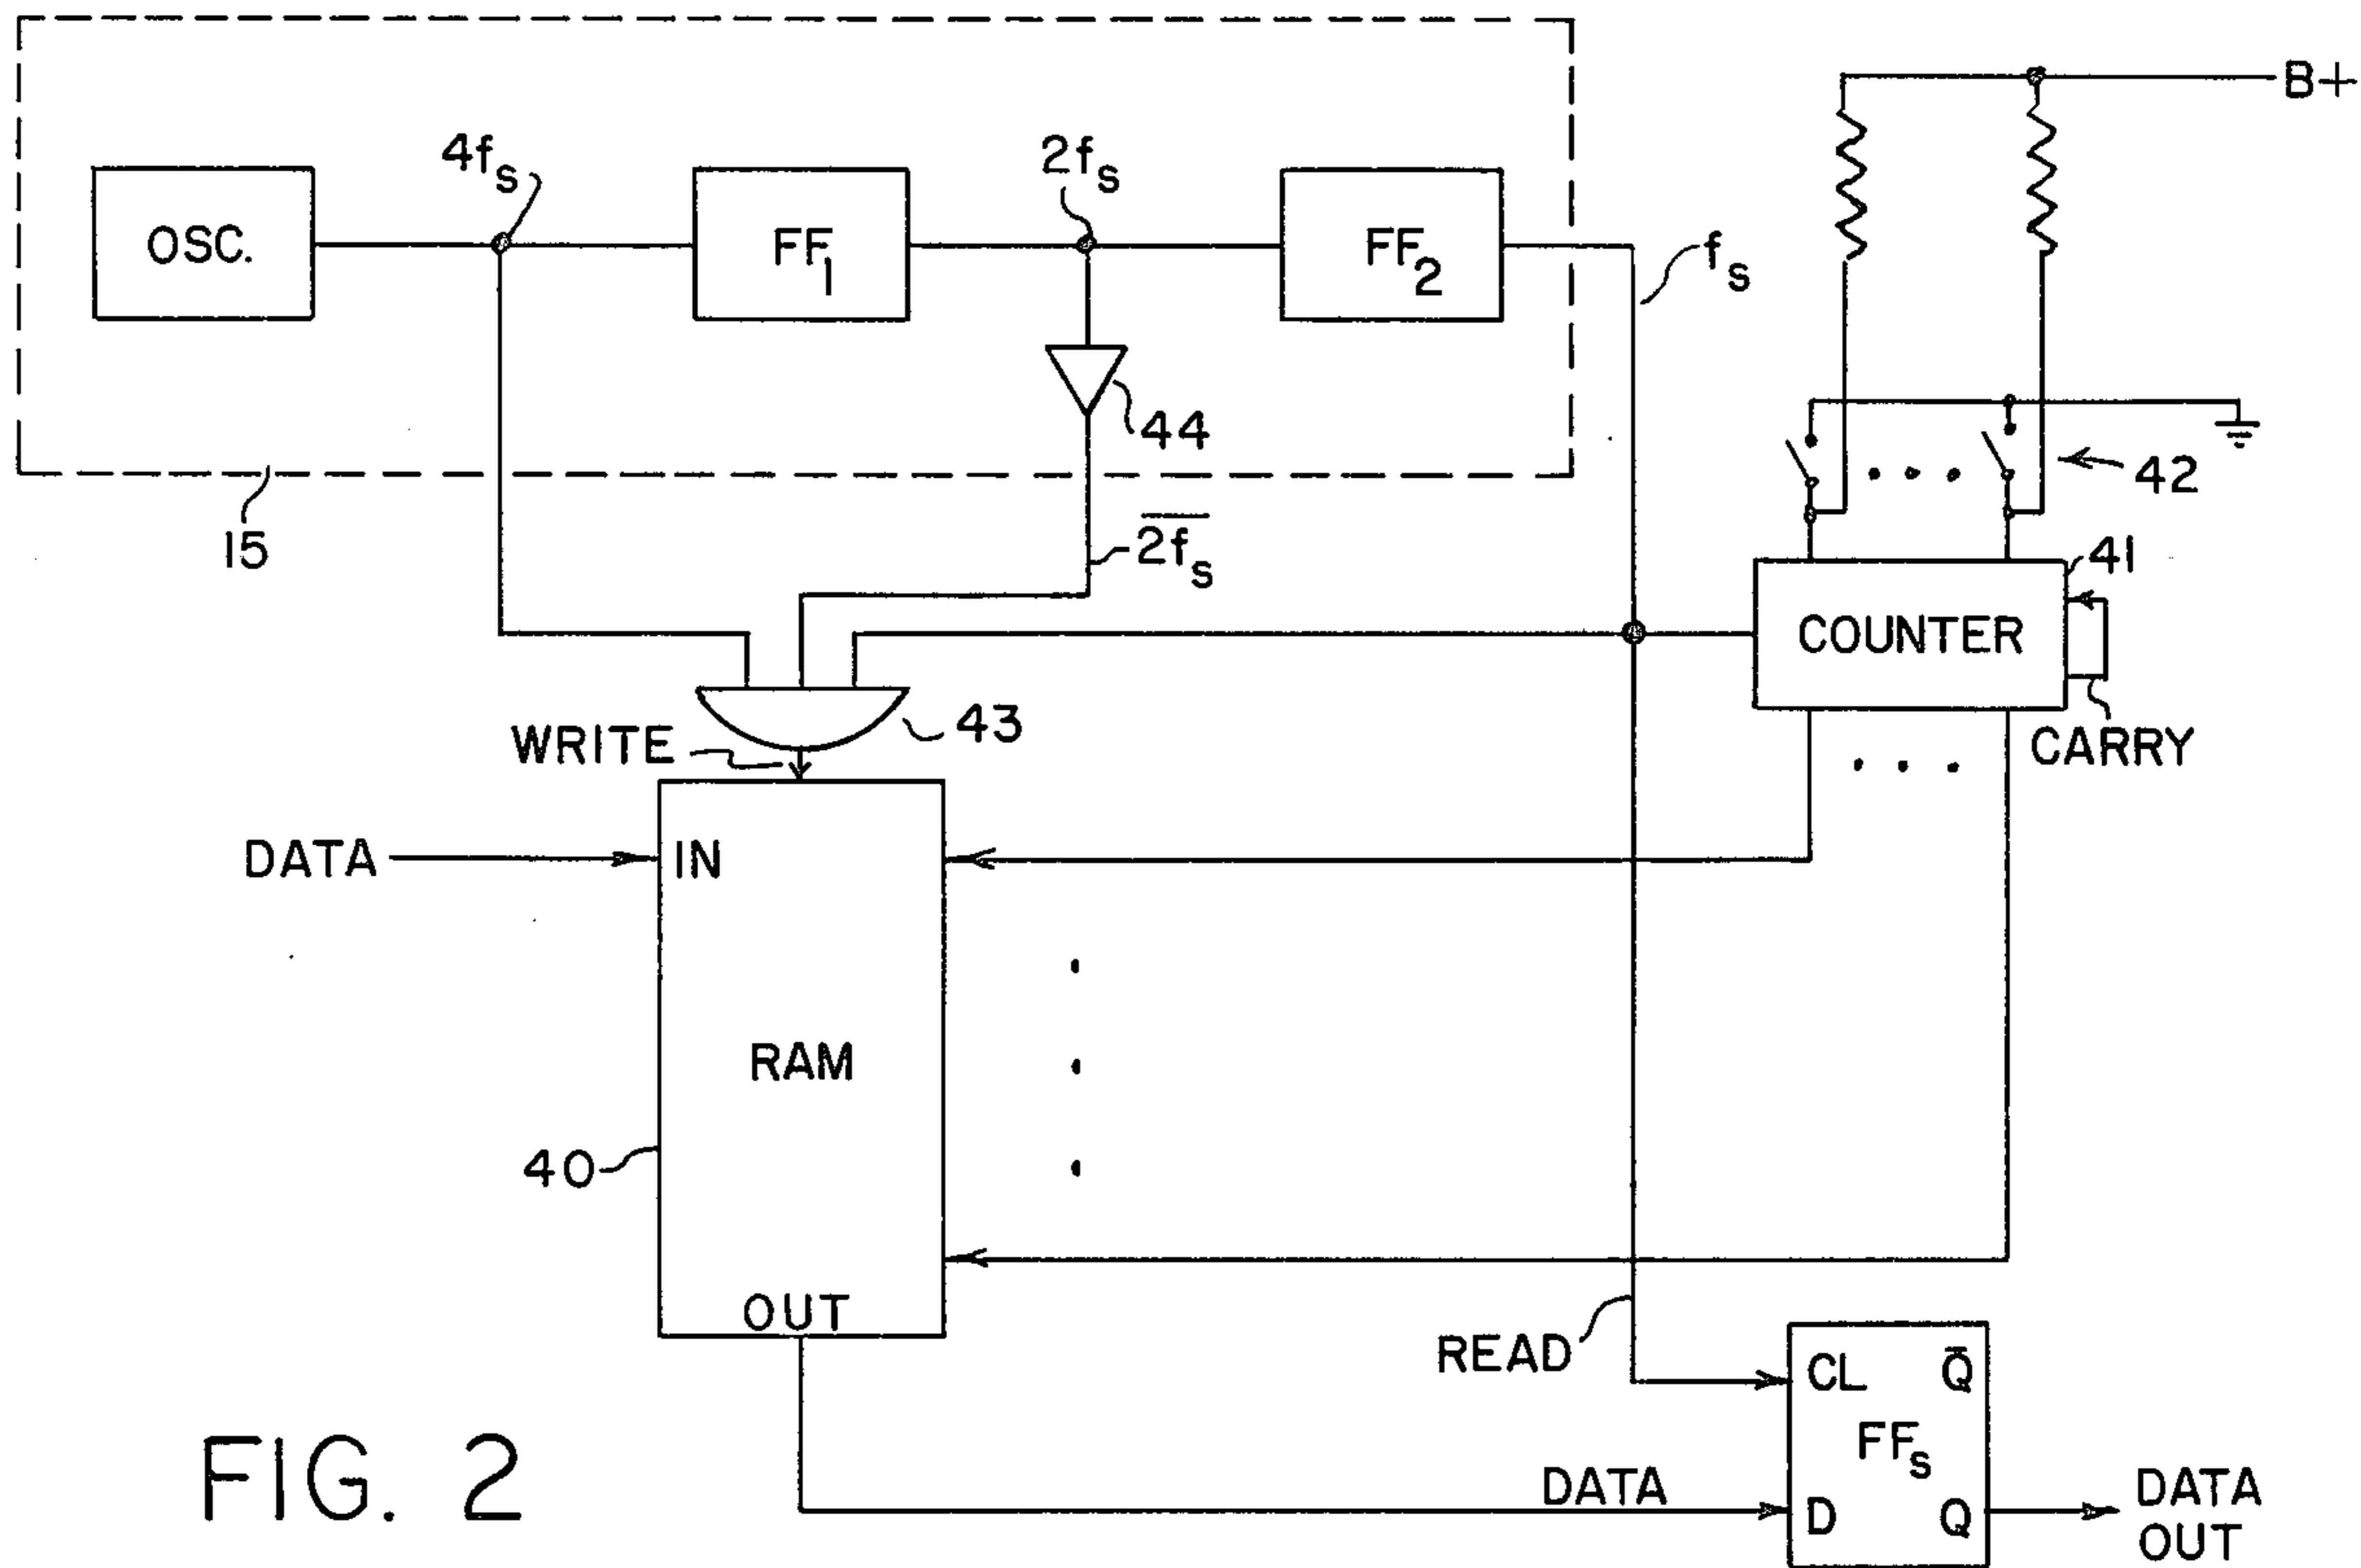 B+
4fs
2fs
OSC.
FF1
FF2
fs
44
42
15
2̅f̅s̅
41
COUNTER
43
WRITE
CARRY
DATA
IN
RAM
40
OUT
READ
CL Q̅
FFs
DATA
D Q
DATA
OUT
FIG. 2